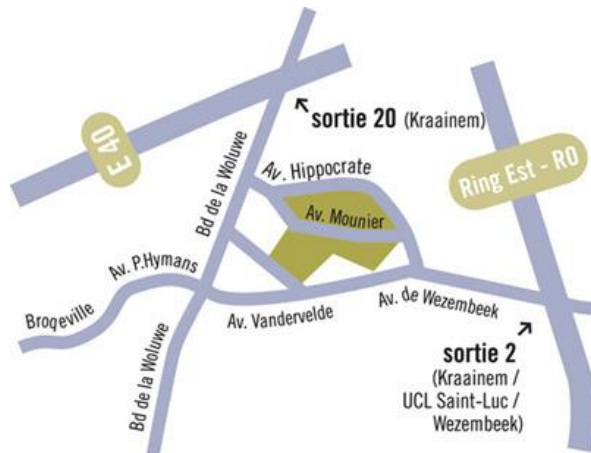 sortie 20 (Kraainem)
E 40
Av. Hippocrate
Ring Est - R0
Bd de la Woluwe
Av. Mounier
Av. P.Hymans
Av. de Wezembeek
Broqeville
Av. Vandervelde
Bd de la Woluwe
sortie 2
(Kraainem /
UCL Saint-Luc /
Wezembeek)